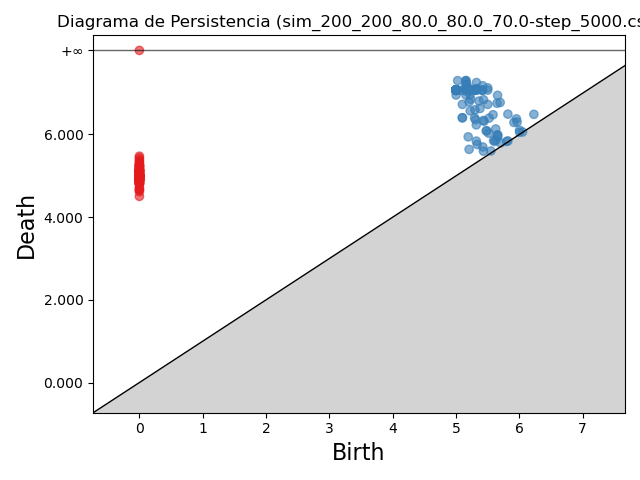 Diagrama de Persistencia (sim_200_200_80.0_80.0_70.0-step_5000.cs
+∞
6.000
4.000
2.000
0.000
Death
0 1 2 3 4 5 6 7
Birth